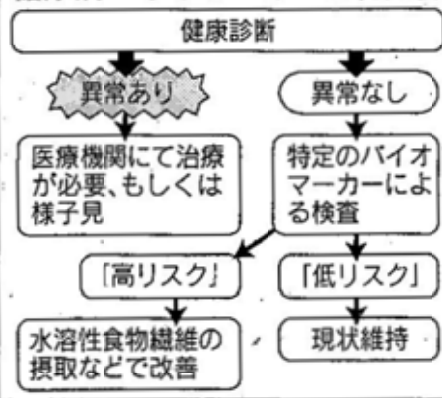 健康診断
異常あり
異常なし
医療機関にて治療
が必要、もしくは
様子見
特定のバイオ
マーカーによ
る検査
「高リスク」
「低リスク」
水溶性食物繊維の
摂取などで改善
現状維持